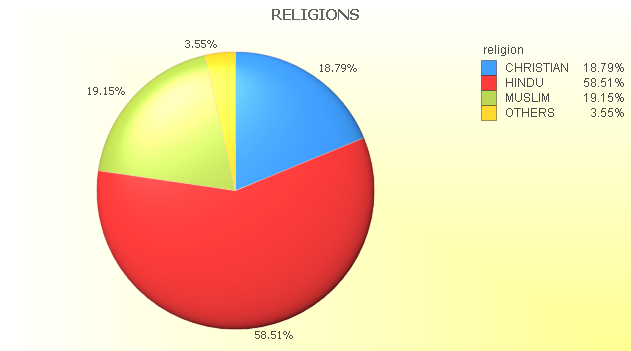 RELIGIONS
3.55%
18.79%
19.15%
58.51%
religion
CHRISTIAN 18.79%
HINDU 58.51%
MUSLIM 19.15%
OTHERS 3.55%